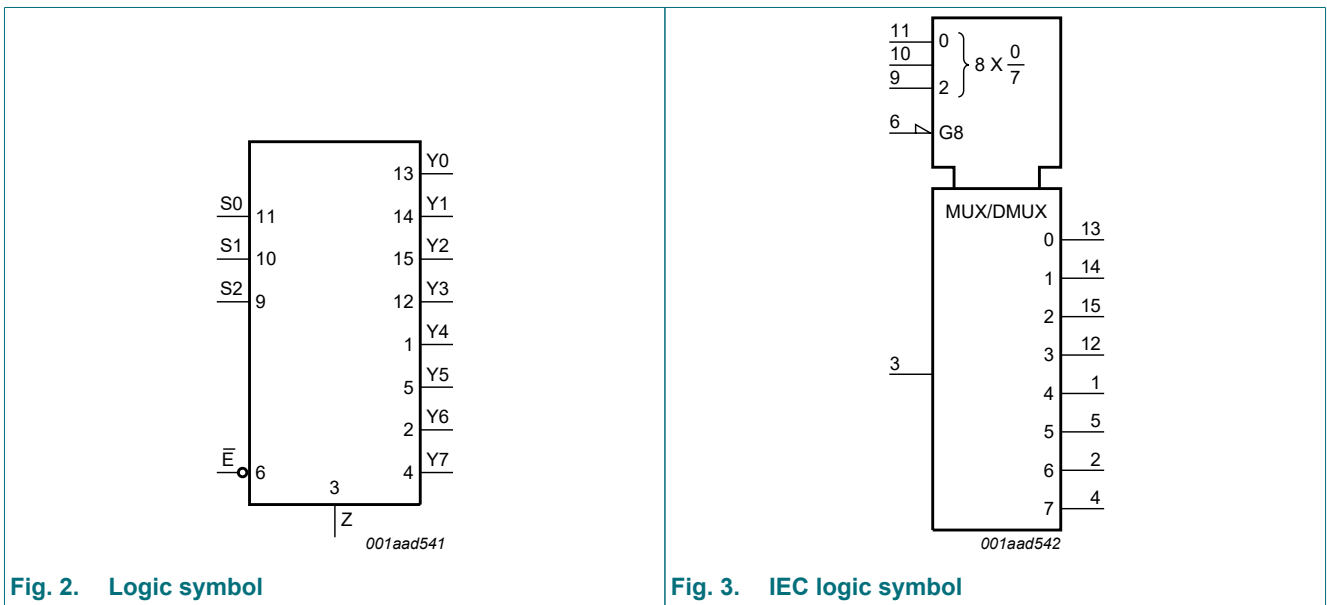 Y0
13
Y1
S0
11
14
Y2
S1
10
15
Y3
S2
9
12
Y4
1
Y5
5
Y6
2
E̅
6
Y7
4
3
Z
001aad541
Fig. 2. Logic symbol
11
0
10
8 X 0/7
9
2
6
G8
MUX/DMUX
0 13
1 14
2 15
3 12
3
4 1
5 5
6 2
7 4
001aad542
Fig. 3. IEC logic symbol